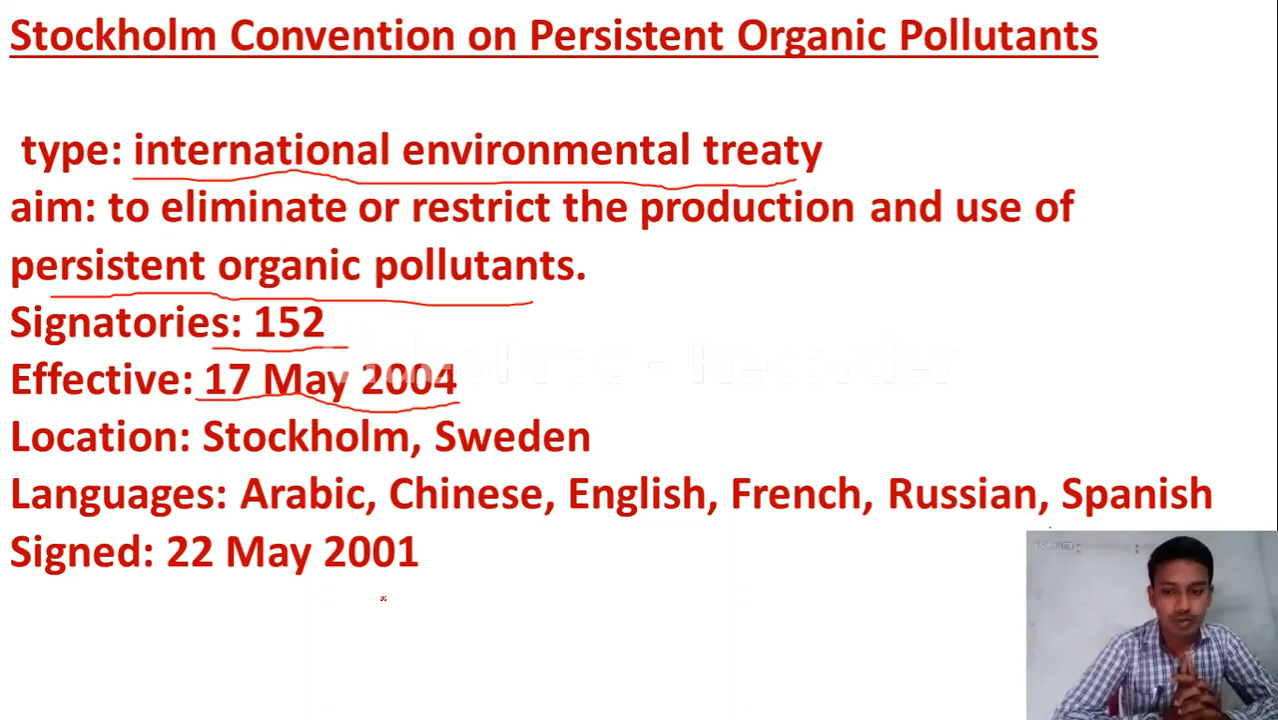 Stockholm Convention on Persistent Organic Pollutants
type: international environmental treaty
aim: to eliminate or restrict the production and use of
persistent organic pollutants.
Signatories: 152
Effective: 17 May 2004
Location: Stockholm, Sweden
Languages: Arabic, Chinese, English, French, Russian, Spanish
Signed: 22 May 2001